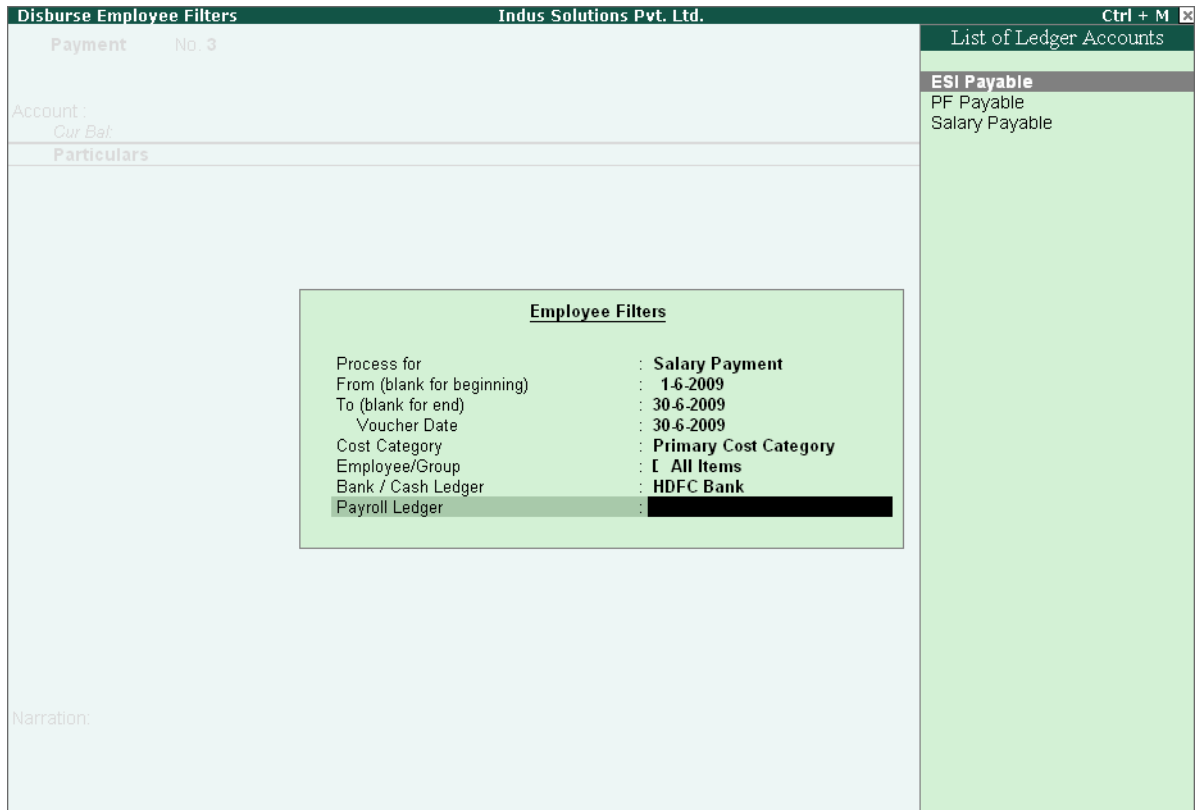 Disburse Employee Filters Indus Solutions Pvt. Ltd. Ctrl + M
Payment No. 3
List of Ledger Accounts
ESI Payable
PF Payable
Salary Payable
Account :
Cur Bal:
Particulars
Employee Filters
Process for : Salary Payment
From (blank for beginning) : 1-6-2009
To (blank for end) : 30-6-2009
Voucher Date : 30-6-2009
Cost Category : Primary Cost Category
Employee/Group : [ All Items
Bank / Cash Ledger : HDFC Bank
Payroll Ledger :
Narration: